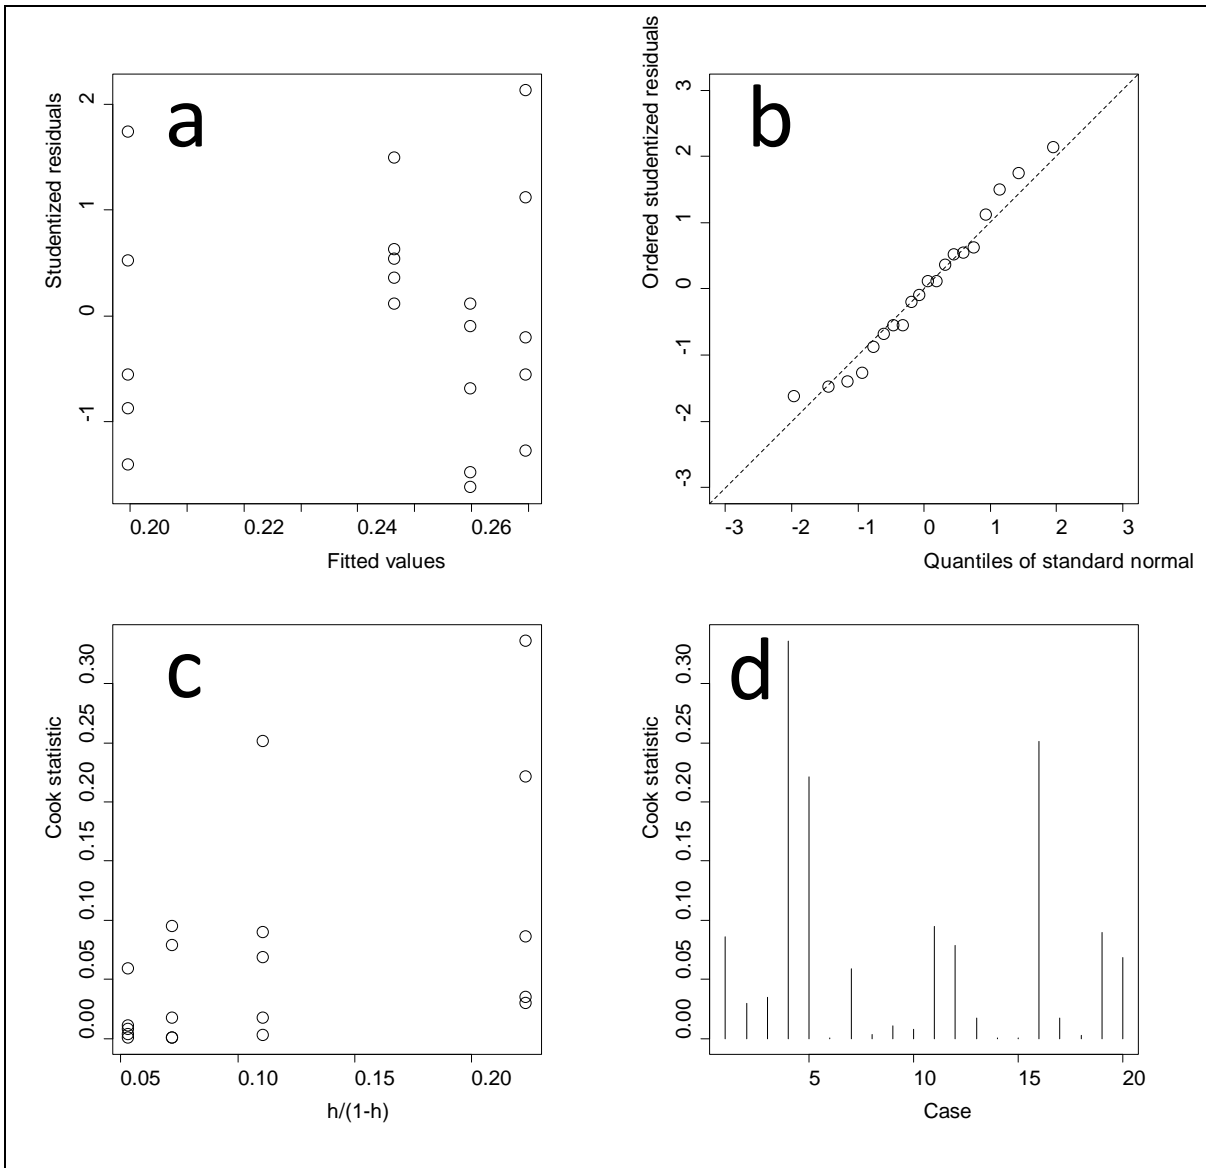 a
Studentized residuals
2
1
0
-1
0.20 0.22 0.24 0.26
Fitted values
b
Ordered studentized residuals
3
2
1
0
-1
-2
-3
-3 -2 -1 0 1 2 3
Quantiles of standard normal
c
Cook statistic
0.30
0.25
0.20
0.15
0.10
0.05
0.00
0.05 0.10 0.15 0.20
h/(1-h)
d
Cook statistic
0.30
0.25
0.20
0.15
0.10
0.05
0.00
5 10 15 20
Case